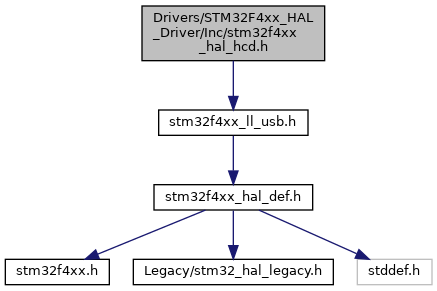 Drivers/STM32F4xx_HAL
_Driver/Inc/stm32f4xx
_hal_hcd.h
stm32f4xx_ll_usb.h
stm32f4xx_hal_def.h
stm32f4xx.h
Legacy/stm32_hal_legacy.h
stddef.h